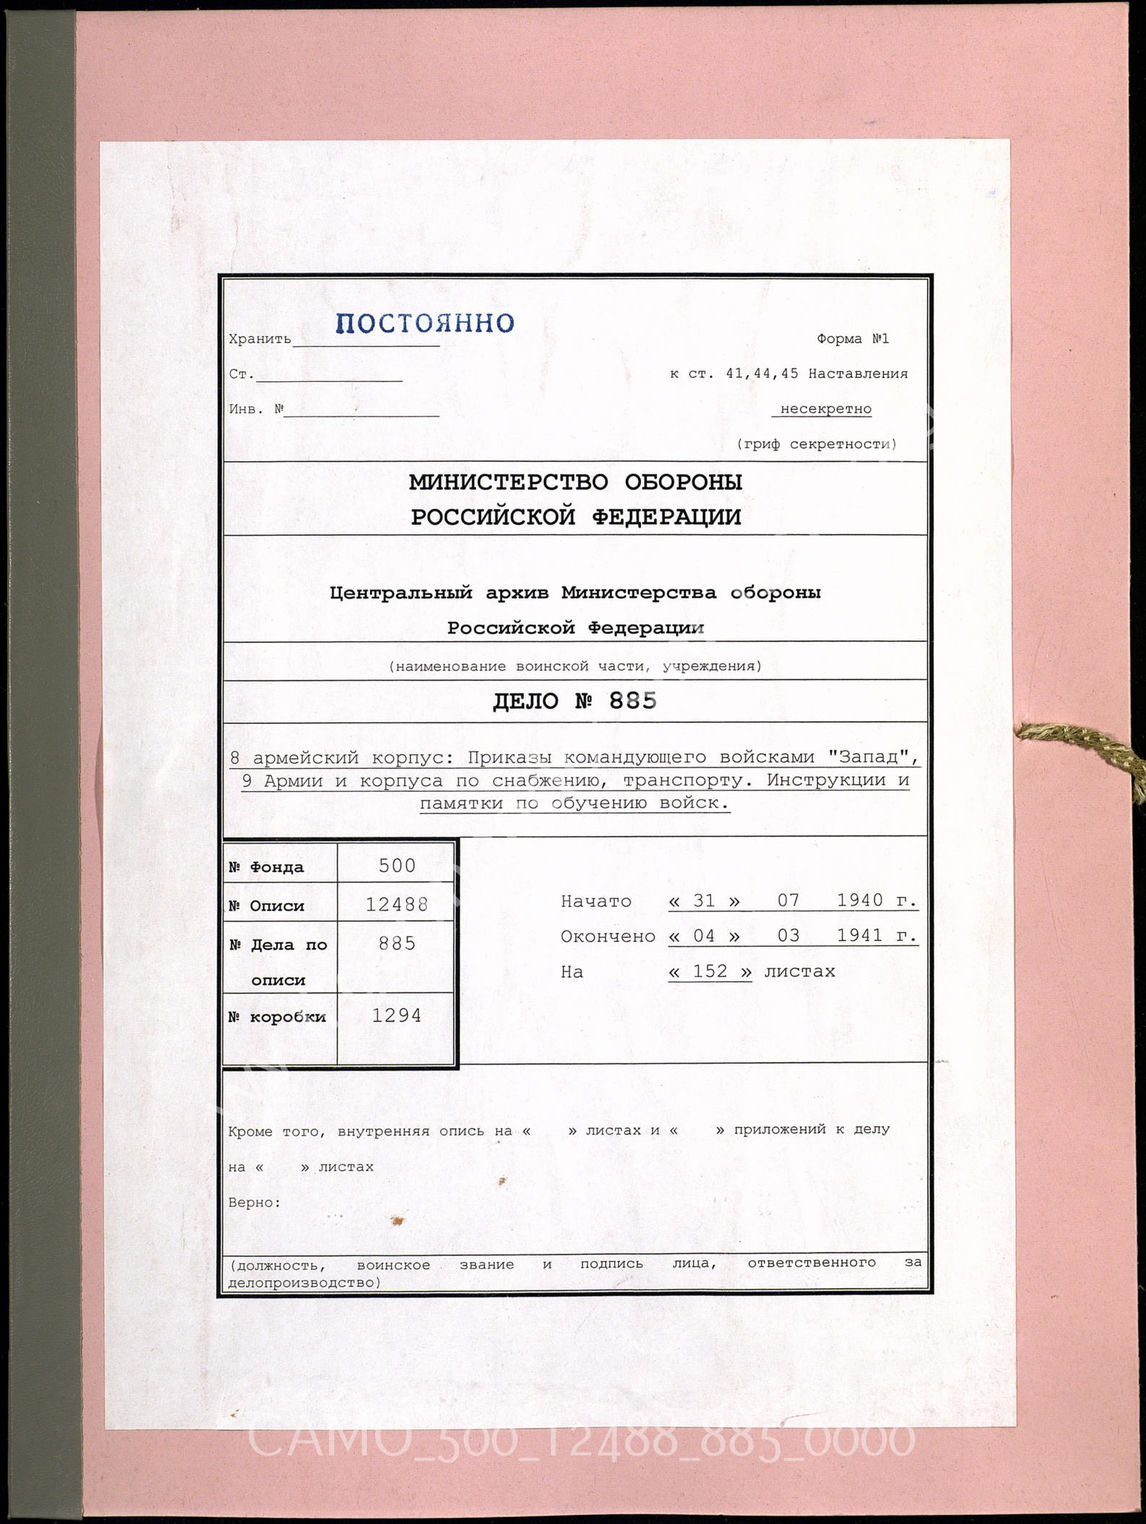 ПОСТОЯННО
Хранить
Форма №1
Ст.
к ст. 41,44,45 Наставления
Инв. №
несекретно
(гриф секретности)
МИНИСТЕРСТВО ОБОРОНЫ
РОССИЙСКОЙ ФЕДЕРАЦИИ
Центральный архив Министерства обороны
Российской Федерации
(наименование воинской части, учреждения)
ДЕЛО № 885
8 армейский корпус: Приказы командующего войсками "Запад",
9 Армии и корпуса по снабжению, транспорту. Инструкции и
памятки по обучению войск.
№ Фонда 500
№ Описи 12488
№ Дела по 885
описи
№ коробки 1294
Начато « 31 » 07 1940 г.
Окончено « 04 » 03 1941 г.
На « 152 » листах
Кроме того, внутренняя опись на « » листах и « » приложений к делу
на « » листах
Верно:
(должность, воинское звание и подпись лица, ответственного за
делопроизводство)
САМО_500_12488_885_0000